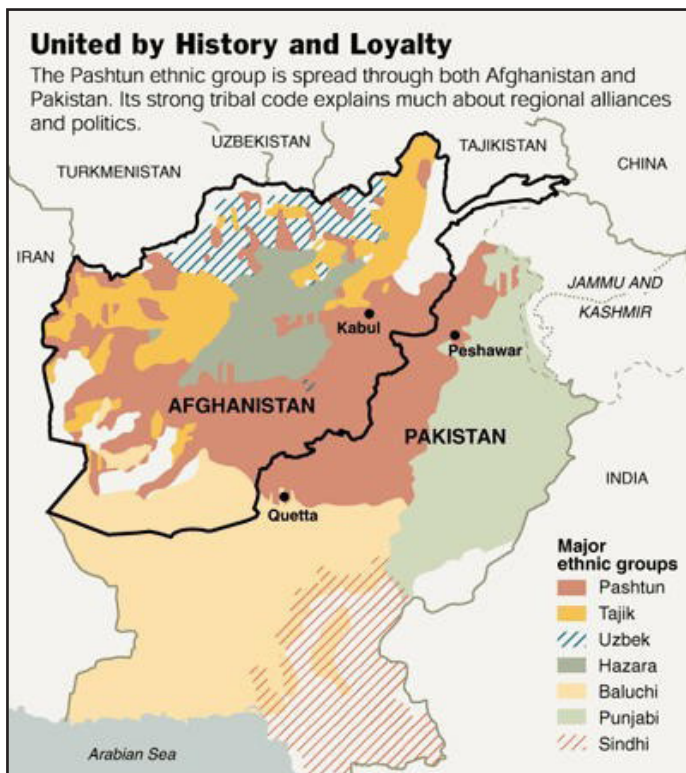 United by History and Loyalty
The Pashtun ethnic group is spread through both Afghanistan and
Pakistan. Its strong tribal code explains much about regional alliances
and politics.
UZBEKISTAN
TAJIKISTAN
CHINA
TURKMENISTAN
IRAN
JAMMU AND
KASHMIR
Kabul
Peshawar
AFGHANISTAN
PAKISTAN
INDIA
Quetta
Major
ethnic groups
Pashtun
Tajik
Uzbek
Hazara
Baluchi
Punjabi
Sindhi
Arabian Sea